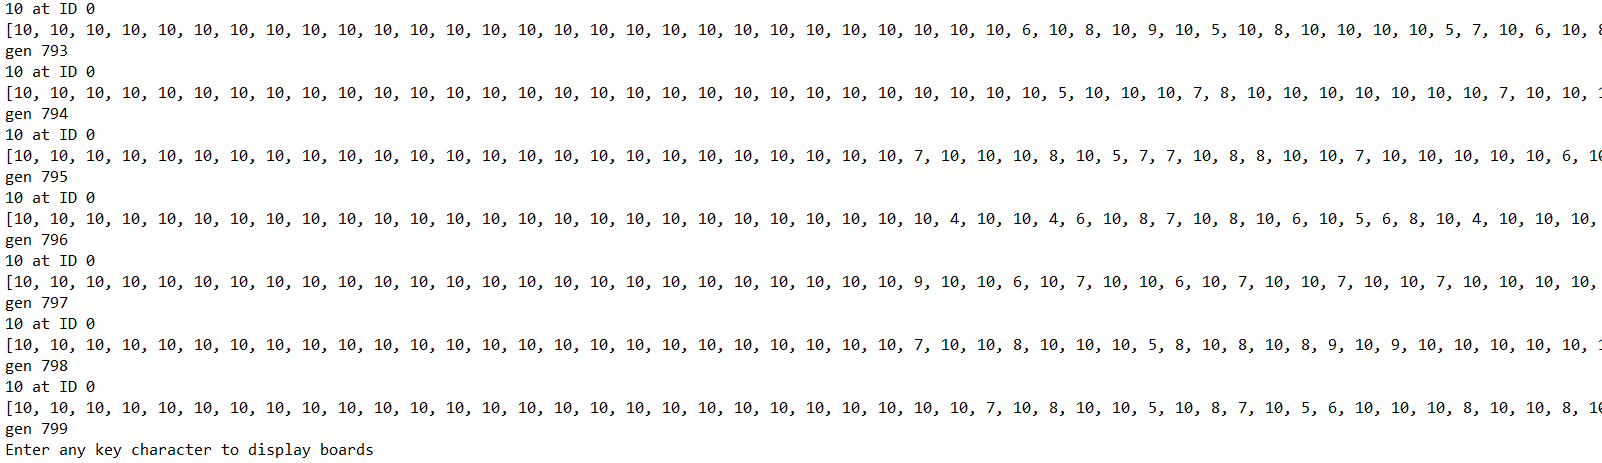 10 at ID 0
[10, 10, 10, 10, 10, 10, 10, 10, 10, 10, 10, 10, 10, 10, 10, 10, 10, 10, 10, 10, 10, 10, 10, 10, 10, 10, 10, 10, 6, 10, 8, 10, 9, 10, 5, 10, 8, 10, 10, 10, 10, 5, 7, 10, 6, 10,
gen 793
10 at ID 0
[10, 10, 10, 10, 10, 10, 10, 10, 10, 10, 10, 10, 10, 10, 10, 10, 10, 10, 10, 10, 10, 10, 10, 10, 10, 10, 10, 10, 10, 5, 10, 10, 10, 7, 8, 10, 10, 10, 10, 10, 10, 10, 7, 10, 10,
gen 794
10 at ID 0
[10, 10, 10, 10, 10, 10, 10, 10, 10, 10, 10, 10, 10, 10, 10, 10, 10, 10, 10, 10, 10, 10, 10, 10, 10, 7, 10, 10, 10, 8, 10, 5, 7, 7, 10, 8, 8, 10, 10, 7, 10, 10, 10, 10, 10, 6, 10
gen 795
10 at ID 0
[10, 10, 10, 10, 10, 10, 10, 10, 10, 10, 10, 10, 10, 10, 10, 10, 10, 10, 10, 10, 10, 10, 10, 10, 10, 10, 4, 10, 10, 4, 6, 10, 8, 7, 10, 8, 10, 6, 10, 5, 6, 8, 10, 4, 10, 10, 10,
gen 796
10 at ID 0
[10, 10, 10, 10, 10, 10, 10, 10, 10, 10, 10, 10, 10, 10, 10, 10, 10, 10, 10, 10, 10, 10, 10, 10, 10, 9, 10, 10, 6, 10, 7, 10, 10, 6, 10, 7, 10, 10, 7, 10, 10, 7, 10, 10, 10, 10,
gen 797
10 at ID 0
[10, 10, 10, 10, 10, 10, 10, 10, 10, 10, 10, 10, 10, 10, 10, 10, 10, 10, 10, 10, 10, 10, 10, 10, 10, 7, 10, 10, 8, 10, 10, 10, 5, 8, 10, 8, 10, 8, 9, 10, 9, 10, 10, 10, 10, 10,
gen 798
10 at ID 0
[10, 10, 10, 10, 10, 10, 10, 10, 10, 10, 10, 10, 10, 10, 10, 10, 10, 10, 10, 10, 10, 10, 10, 10, 10, 10, 10, 7, 10, 8, 10, 10, 5, 10, 8, 7, 10, 5, 6, 10, 10, 10, 8, 10, 10, 8, 10
gen 799
Enter any key character to display boards